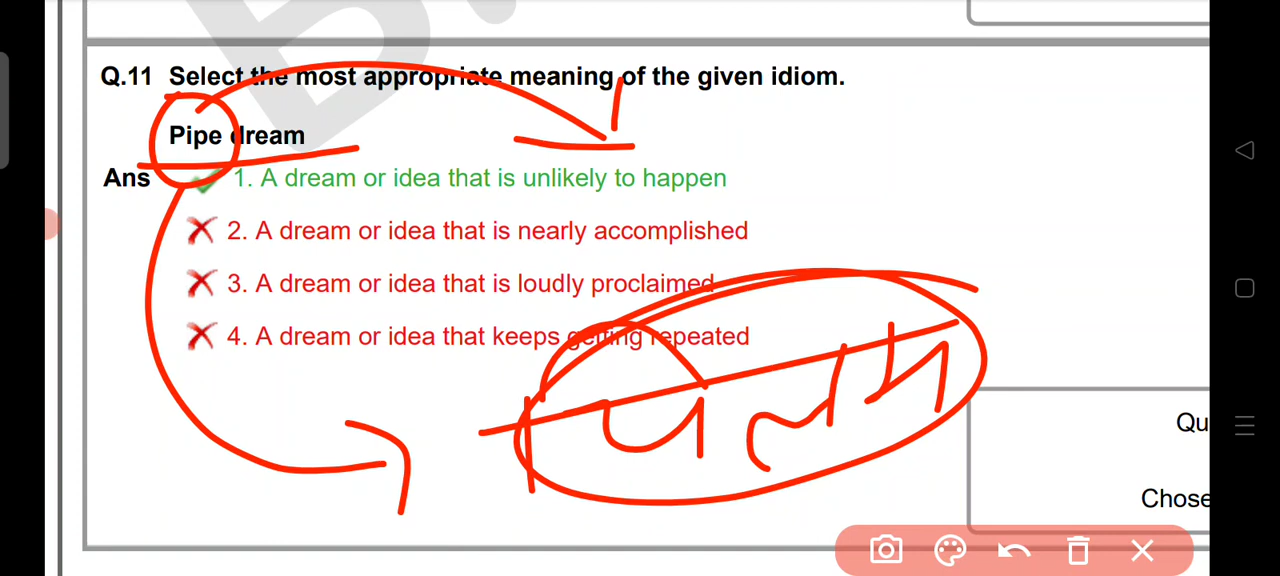 Q.11 Select the most appropriate meaning of the given idiom.
Pipe dream
Ans 1. A dream or idea that is unlikely to happen
2. A dream or idea that is nearly accomplished
3. A dream or idea that is loudly proclaimed
4. A dream or idea that keeps getting repeated
Qu
Chose